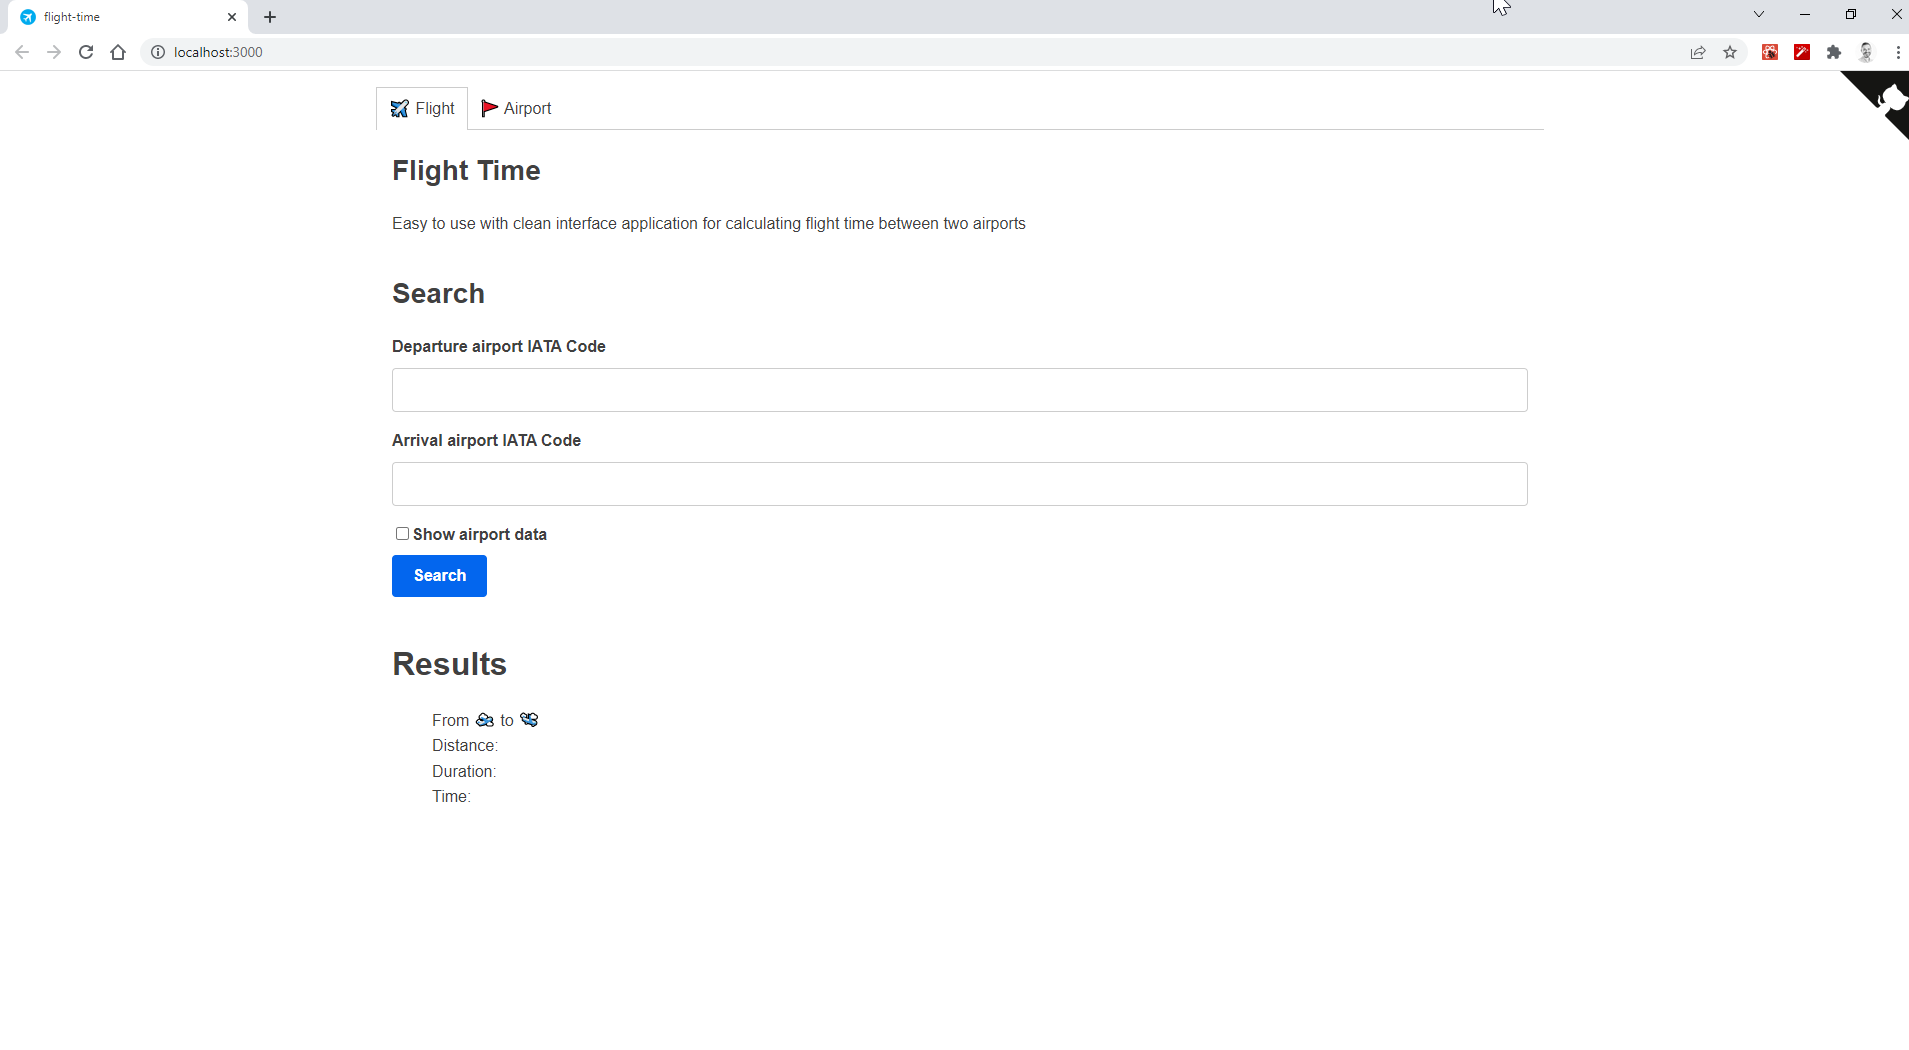 flight-time
localhost:3000
Flight Airport
Flight Time
Easy to use with clean interface application for calculating flight time between two airports
Search
Departure airport IATA Code
Arrival airport IATA Code
Show airport data
Search
Results
From to
Distance:
Duration:
Time: